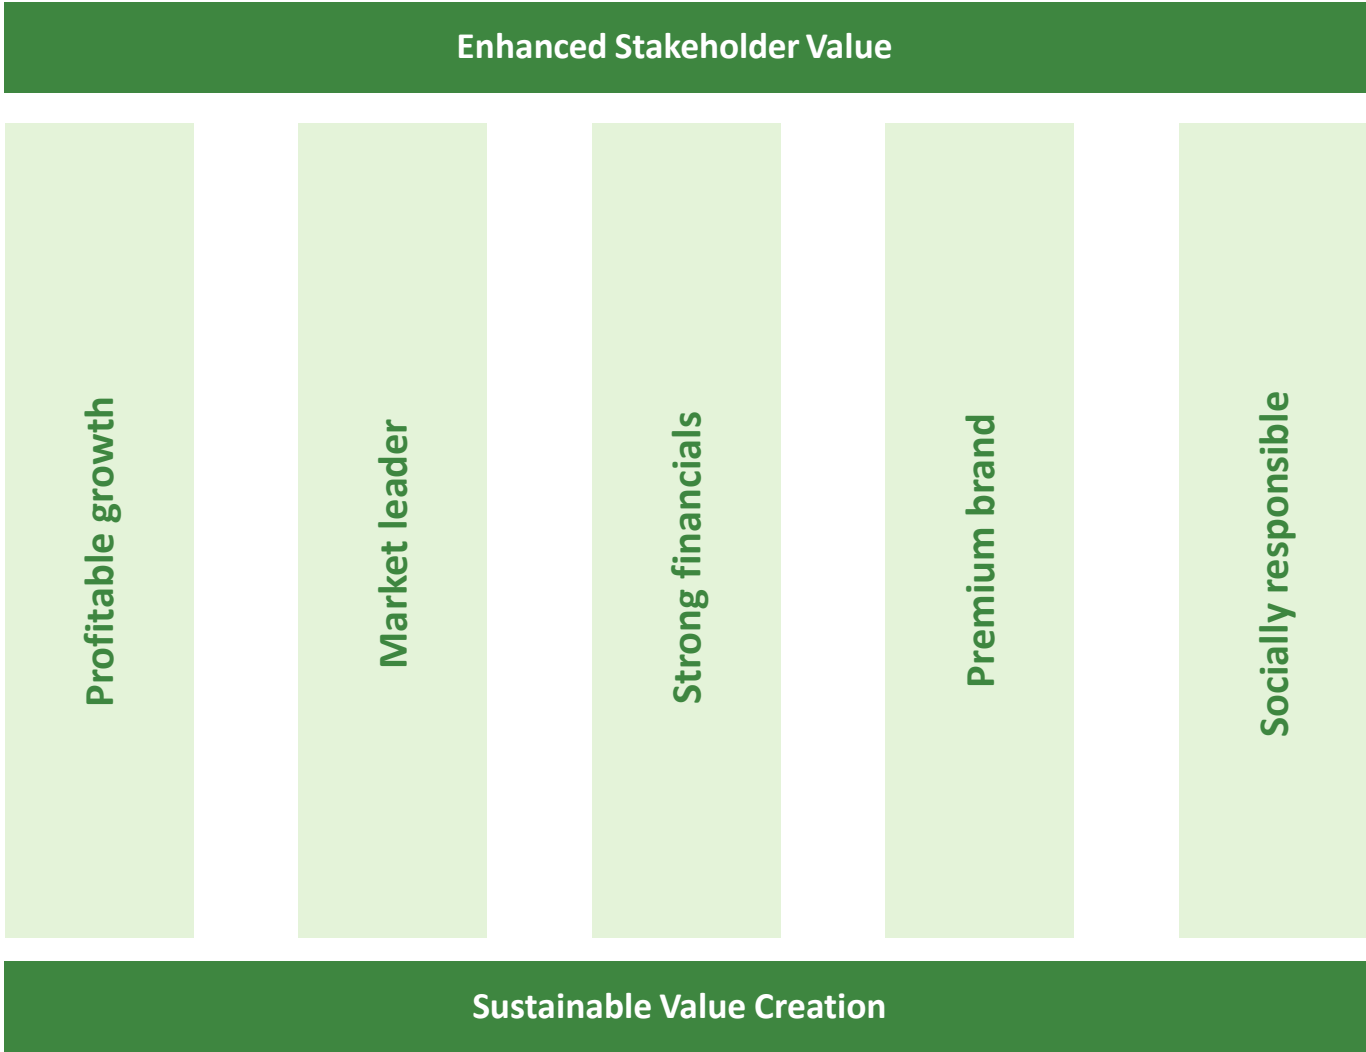 Enhanced Stakeholder Value
Profitable growth
Market leader
Strong financials
Premium brand
Socially responsible
Sustainable Value Creation